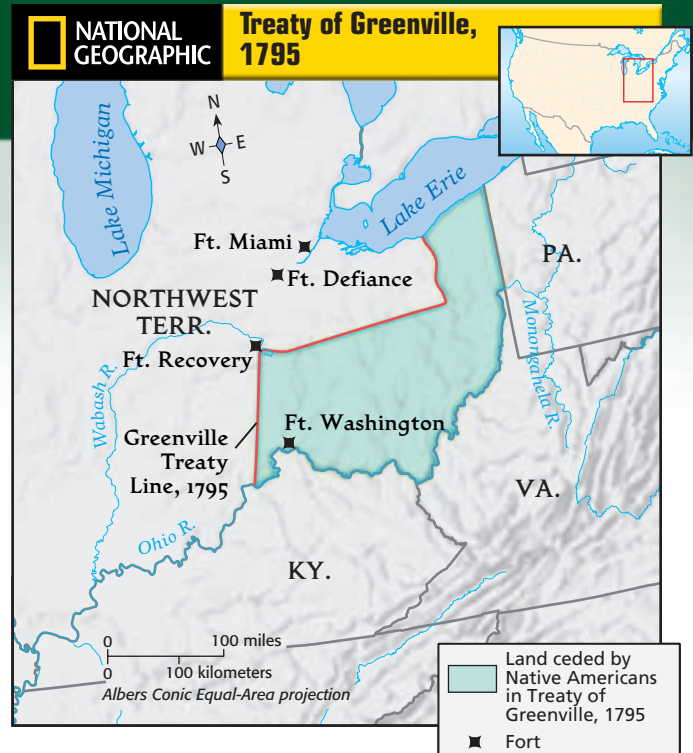 NATIONAL
GEOGRAPHIC
Treaty of Greenville,
1795
N
W
E
S
Lake Michigan
Lake Erie
Ft. Miami
Ft. Defiance
PA.
NORTHWEST
TERR.
Monongahela R.
Ft. Recovery
Wabash R.
Ft. Washington
Greenville
Treaty
Line, 1795
VA.
Ohio R.
KY.
0
100 miles
0
100 kilometers
Albers Conic Equal-Area projection
Land ceded by
Native Americans
in Treaty of
Greenville, 1795
Fort